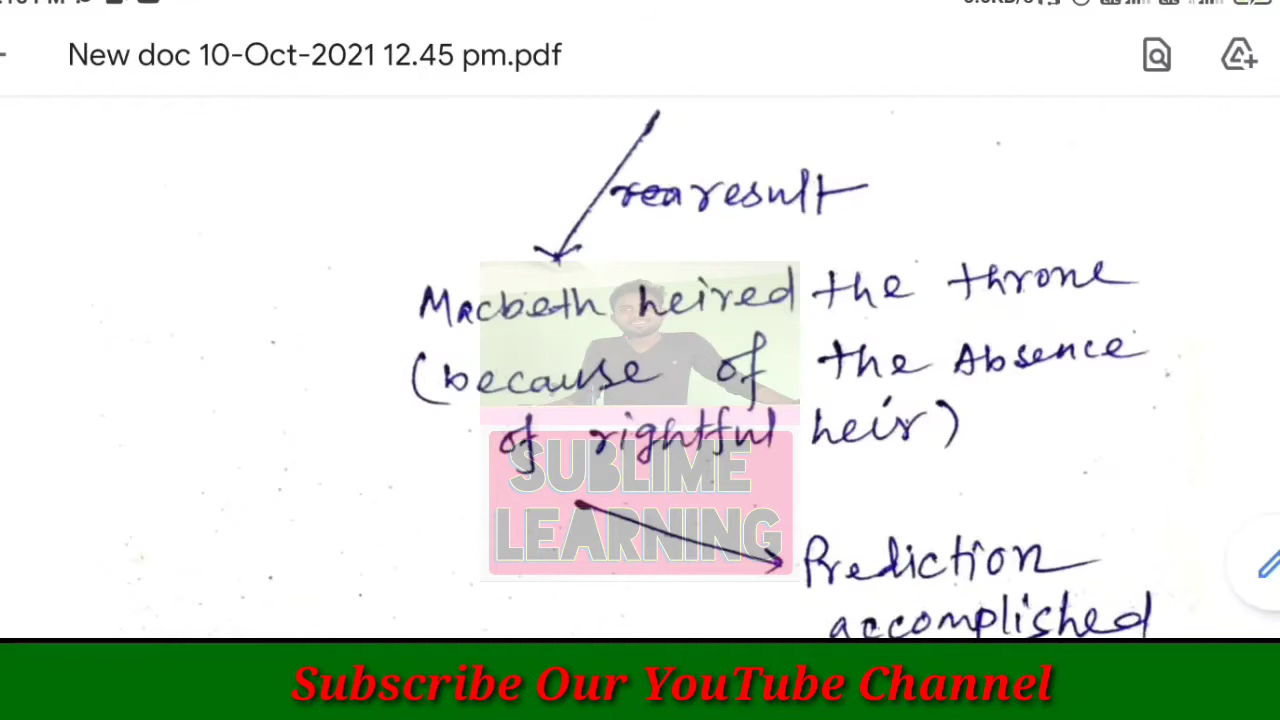 New doc 10-Oct-2021 12.45 pm.pdf
result
Macbeth heired the throne
(because of the Absence
of rightful heir)
SUBLIME
LEARNING
Prediction
accomplished
Subscribe Our YouTube Channel